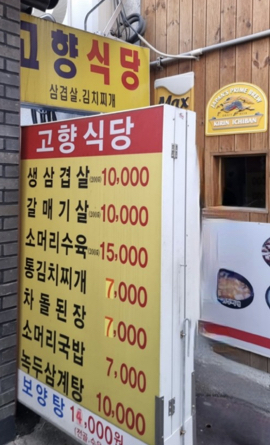 고향식당
삼겹살.김치찌개
Max
KIRIN ICHIBAN
고향식당
생삼겹살 10,000
갈매기살 10,000
소머리수육 15,000
통김치찌개 7,000
차돌된장 7,000
소머리국밥 7,000
녹두삼계탕 10,000
보양탕 14,000원